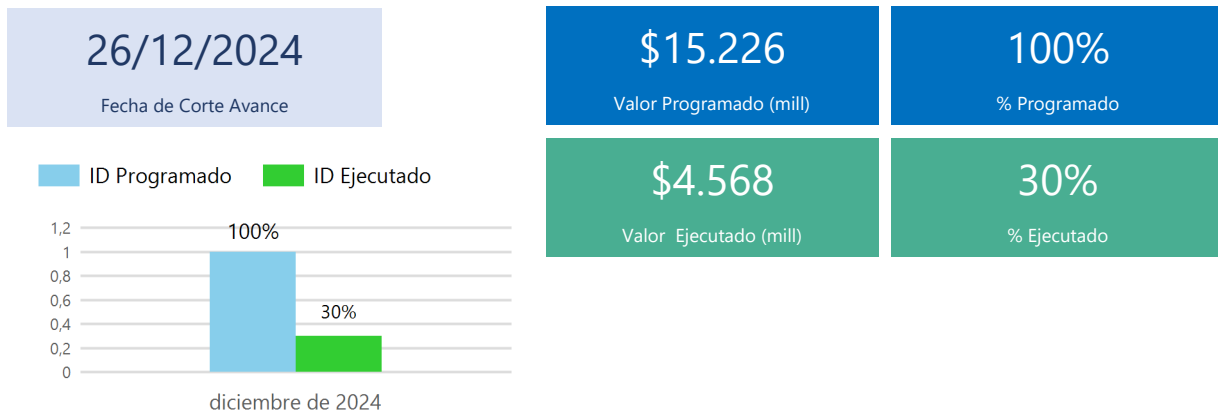 26/12/2024
Fecha de Corte Avance
$15.226
Valor Programado (mill)
100%
% Programado
$4.568
Valor  Ejecutado (mill)
30%
% Ejecutado
ID Programado
ID Ejecutado
1,2
1
0,8
0,6
0,4
0,2
0
100%
30%
diciembre de 2024